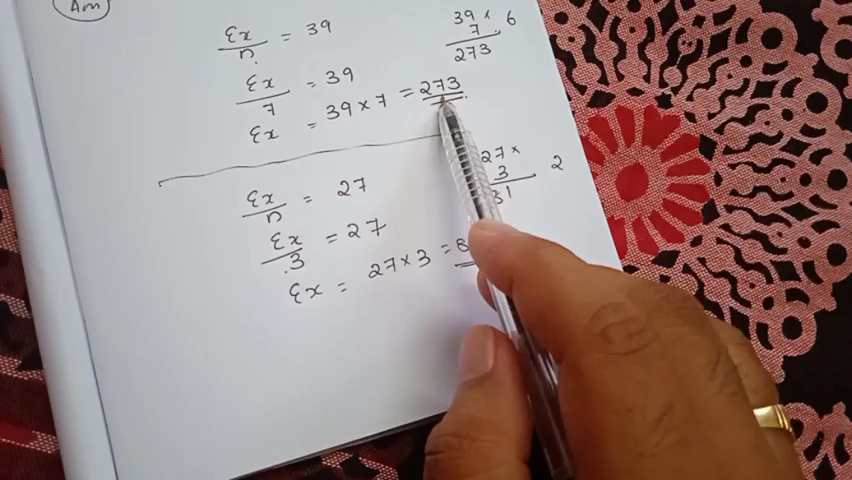 Am
Σx/n = 39
39 × 6
7
273
Σx/7 = 39
Σx = 39 × 7 = 273
27 × 2
3
Σx/n = 27
Σx/3 = 27
Σx = 27 × 3 =